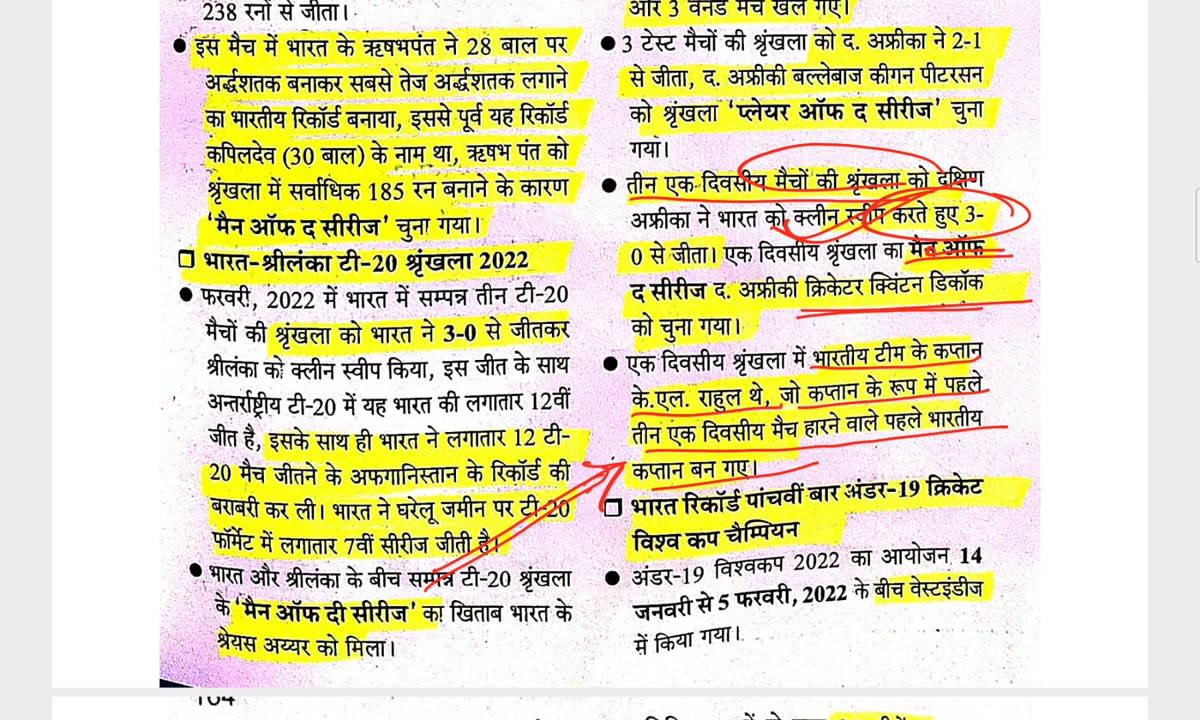 238 रनों से जीता।
इस मैच में भारत के ऋषभपंत ने 28 बाल पर
अर्द्धशतक बनाकर सबसे तेज अर्द्धशतक लगाने
का भारतीय रिकॉर्ड बनाया, इससे पूर्व यह रिकॉर्ड
कपिलदेव (30 बाल) के नाम था, ऋषभ पंत को
श्रृंखला में सर्वाधिक 185 रन बनाने के कारण
'मैन ऑफ द सीरीज' चुना गया।
भारत-श्रीलंका टी-20 श्रृंखला 2022
फरवरी, 2022 में भारत में सम्पन्न तीन टी-20
मैचों की श्रृंखला को भारत ने 3-0 से जीतकर
श्रीलंका को क्लीन स्वीप किया, इस जीत के साथ
अन्तर्राष्ट्रीय टी-20 में यह भारत की लगातार 12वीं
जीत है, इसके साथ ही भारत ने लगातार 12 टी-
20 मैच जीतने के अफगानिस्तान के रिकॉर्ड की
बराबरी कर ली। भारत ने घरेलू जमीन पर टी-20
फॉर्मेट में लगातार 7वीं सीरीज जीती है।
भारत और श्रीलंका के बीच सम्पन्न टी-20 श्रृंखला
के 'मैन ऑफ दी सीरीज' का खिताब भारत के
श्रेयस अय्यर को मिला।
और 3 वनडे मैच खेले गए।
3 टेस्ट मैचों की श्रृंखला को द. अफ्रीका ने 2-1
से जीता, द. अफ्रीकी बल्लेबाज कीगन पीटरसन
को श्रृंखला 'प्लेयर ऑफ द सीरीज' चुना
गया।
तीन एक दिवसीय मैचों की श्रृंखला को दक्षिण
अफ्रीका ने भारत को क्लीन स्वीप करते हुए 3-
0 से जीता। एक दिवसीय श्रृंखला का मैन ऑफ
द सीरीज द. अफ्रीकी क्रिकेटर क्विंटन डिकॉक
को चुना गया।
एक दिवसीय श्रृंखला में भारतीय टीम के कप्तान
के.एल. राहुल थे, जो कप्तान के रूप में पहले
तीन एक दिवसीय मैच हारने वाले पहले भारतीय
कप्तान बन गए।
भारत रिकॉर्ड पांचवीं बार अंडर-19 क्रिकेट
विश्व कप चैम्पियन
अंडर-19 विश्वकप 2022 का आयोजन 14
जनवरी से 5 फरवरी, 2022 के बीच वेस्टइंडीज
में किया गया।
164